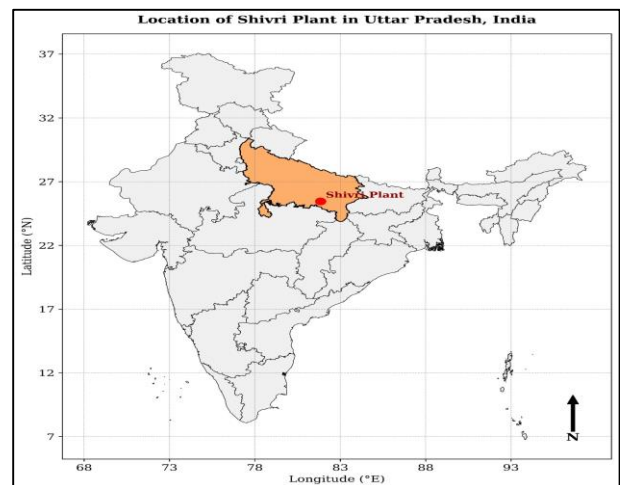 Location of Shivri Plant in Uttar Pradesh, India
37
32
27
22
17
12
7
Latitude (°N)
Shivri Plant
N
68
73
78
83
88
93
Longitude (°E)